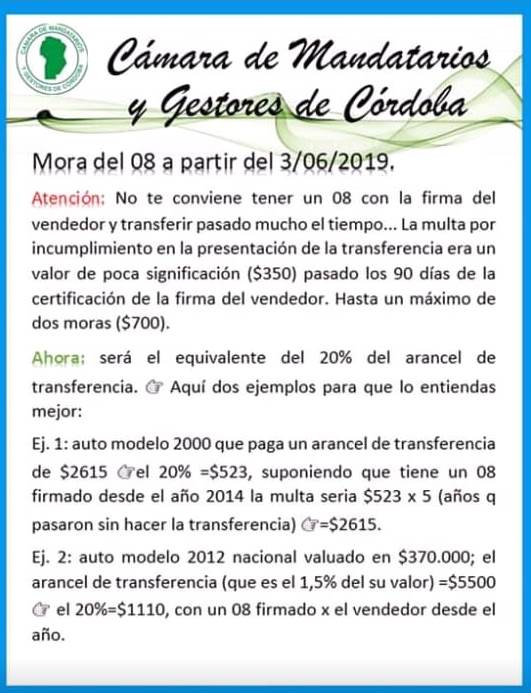 Cámara de Mandatarios
y Gestores de Córdoba
Mora del 08 a partir del 3/06/2019.
Atención: No te conviene tener un 08 con la firma del
vendedor y transferir pasado mucho el tiempo... La multa por
incumplimiento en la presentación de la transferencia era un
valor de poca significación ($350) pasado los 90 días de la
certificación de la firma del vendedor. Hasta un máximo de
dos moras ($700).
Ahora: será el equivalente del 20% del arancel de
transferencia. ☞ Aquí dos ejemplos para que lo entiendas
mejor:
Ej. 1: auto modelo 2000 que paga un arancel de transferencia
de $2615 ☞el 20% =$523, suponiendo que tiene un 08
firmado desde el año 2014 la multa seria $523 x 5 (años q
pasaron sin hacer la transferencia) ☞=$2615.
Ej. 2: auto modelo 2012 nacional valuado en $370.000; el
arancel de transferencia (que es el 1,5% del su valor) =$5500
☞ el 20%=$1110, con un 08 firmado x el vendedor desde el
año.